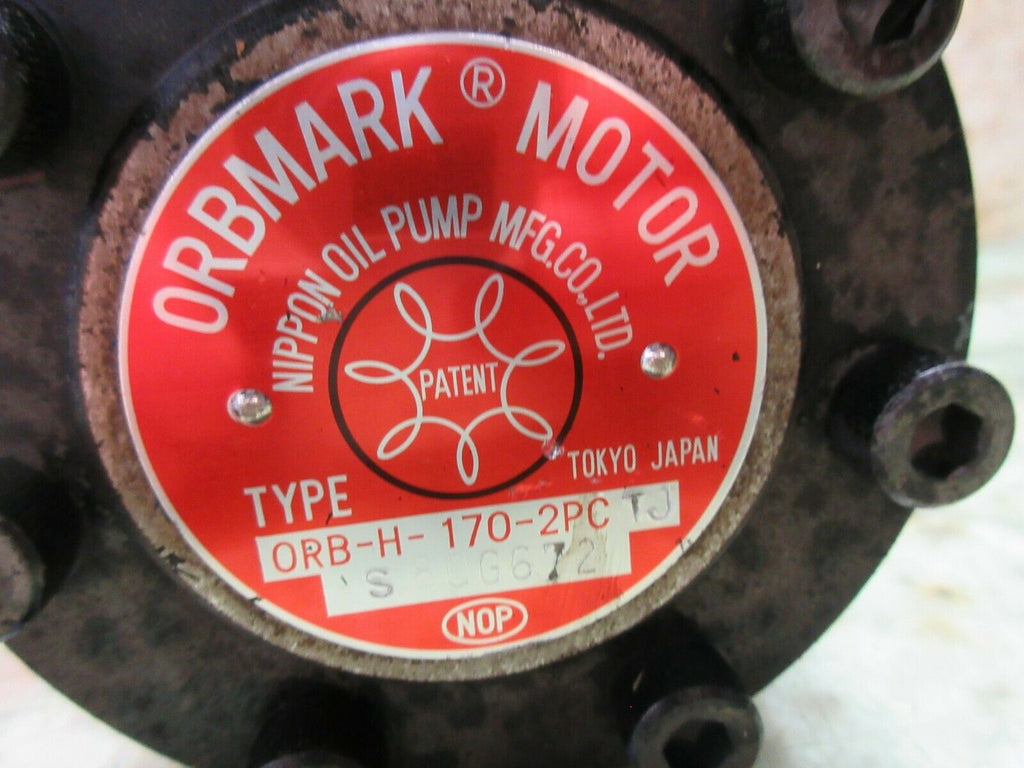 ORBMARK ® MOTOR
NIPPON OIL PUMP MFG.CO.,LTD.
PATENT
TOKYO JAPAN
TYPE
ORB-H-170-2PC TJ
NOP